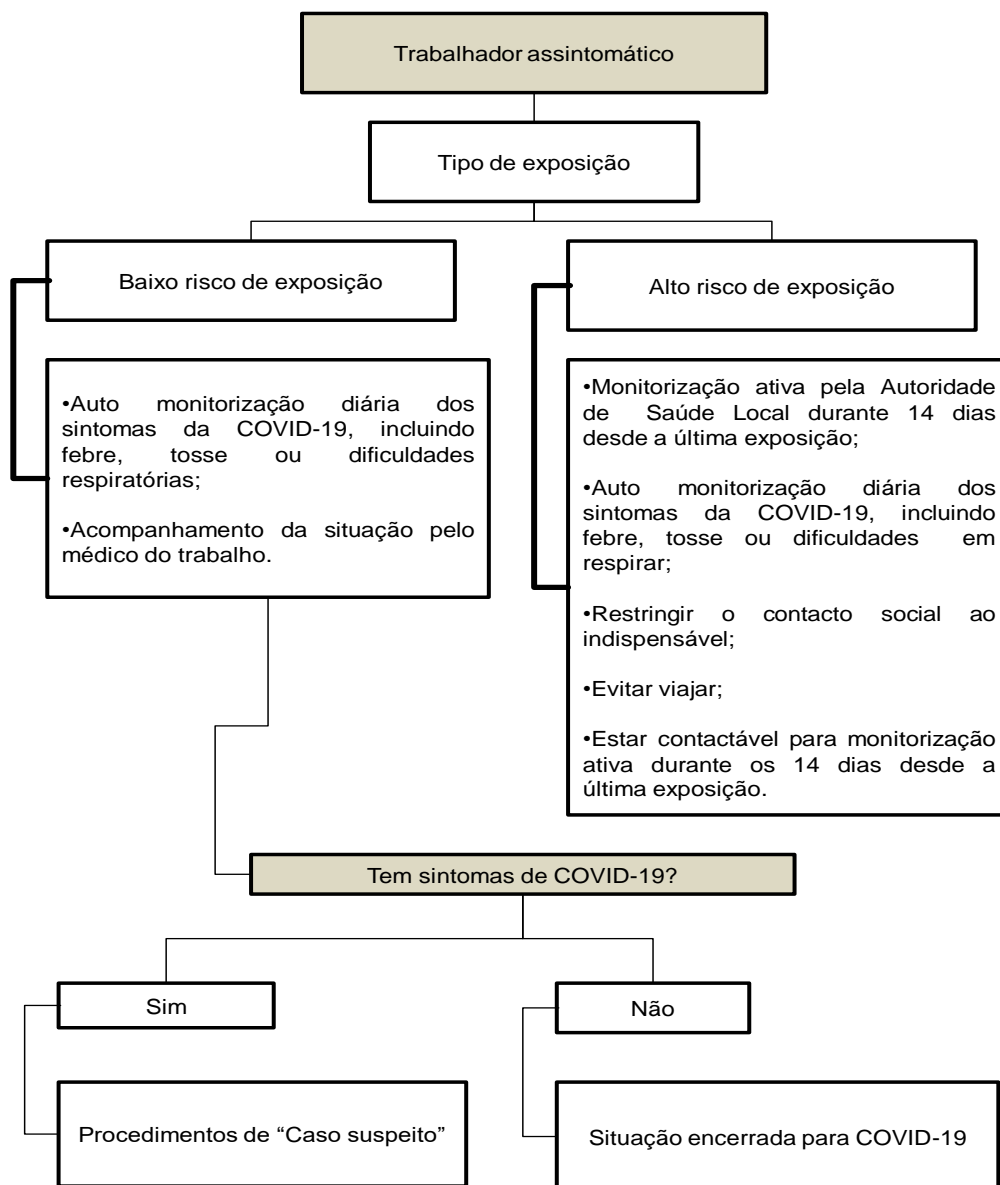 Trabalhador assintomático
Tipo de exposição
Baixo risco de exposição
Alto risco de exposição
•Auto monitorização diária dos
sintomas da COVID-19, incluindo
febre, tosse ou dificuldades
respiratórias;
•Acompanhamento da situação pelo
médico do trabalho.
•Monitorização ativa pela Autoridade
de Saúde Local durante 14 dias
desde a última exposição;
•Auto monitorização diária dos
sintomas da COVID-19, incluindo
febre, tosse ou dificuldades em
respirar;
•Restringir o contacto social ao
indispensável;
•Evitar viajar;
•Estar contactável para monitorização
ativa durante os 14 dias desde a
última exposição.
Tem sintomas de COVID-19?
Sim
Não
Procedimentos de “Caso suspeito”
Situação encerrada para COVID-19